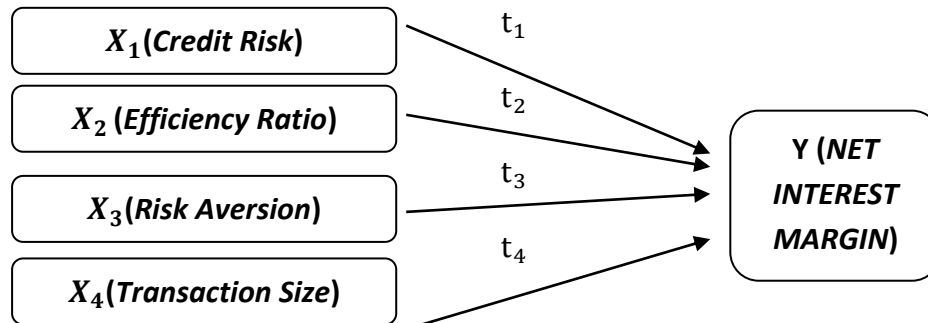 X₁(Credit Risk)
t₁
X₂ (Efficiency Ratio)
t₂
X₃(Risk Aversion)
t₃
X₄(Transaction Size)
t₄
Y (NET
INTEREST
MARGIN)